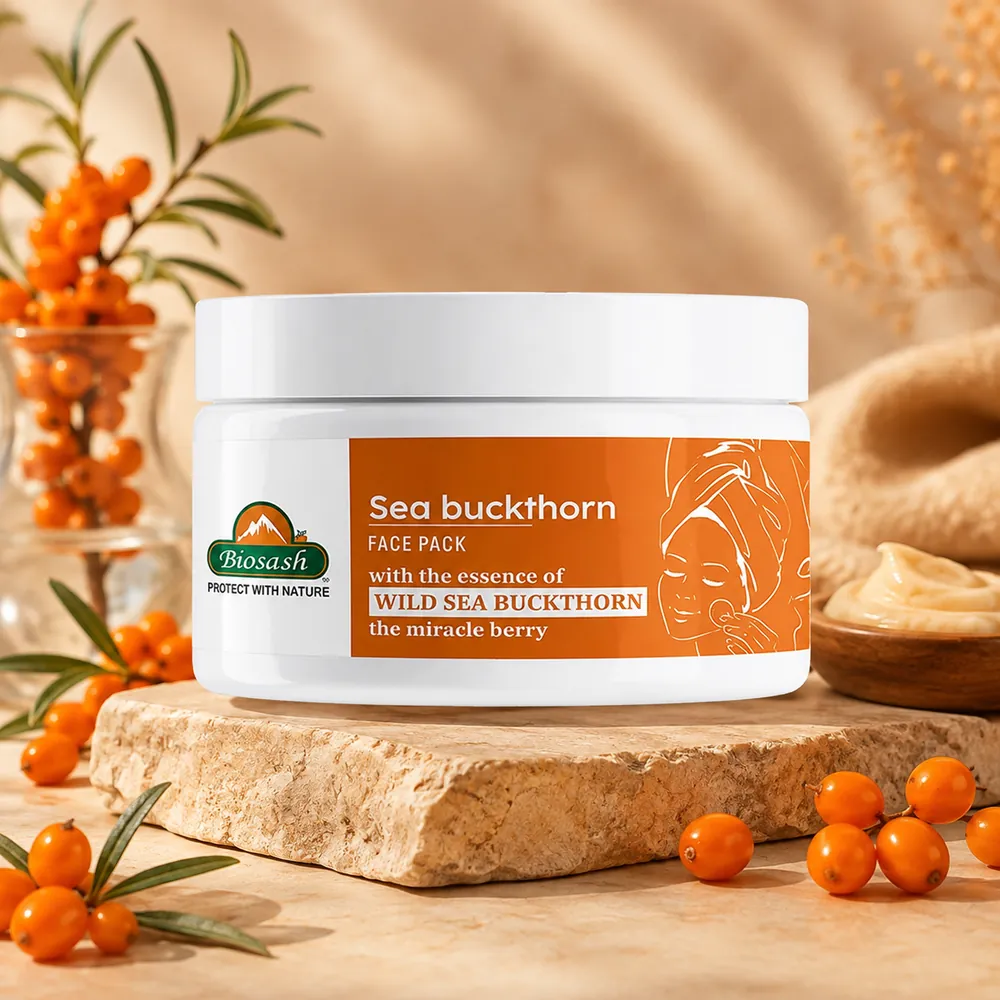 Biosash
PROTECT WITH NATURE
Sea buckthorn
FACE PACK
with the essence of
WILD SEA BUCKTHORN
the miracle berry